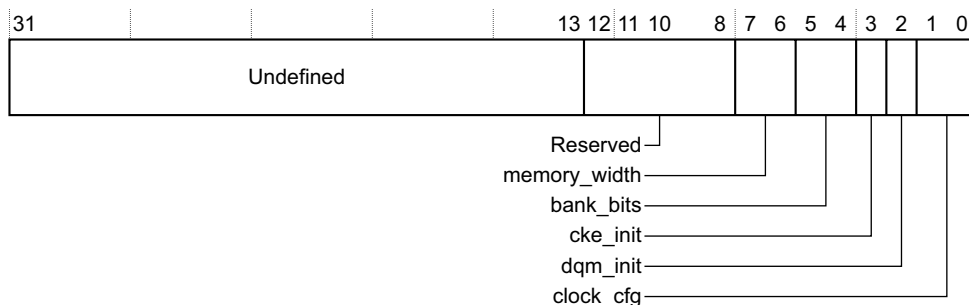 31 13 12 11 10 8 7 6 5 4 3 2 1 0
Undefined
Reserved
memory_width
bank_bits
cke_init
dqm_init
clock_cfg